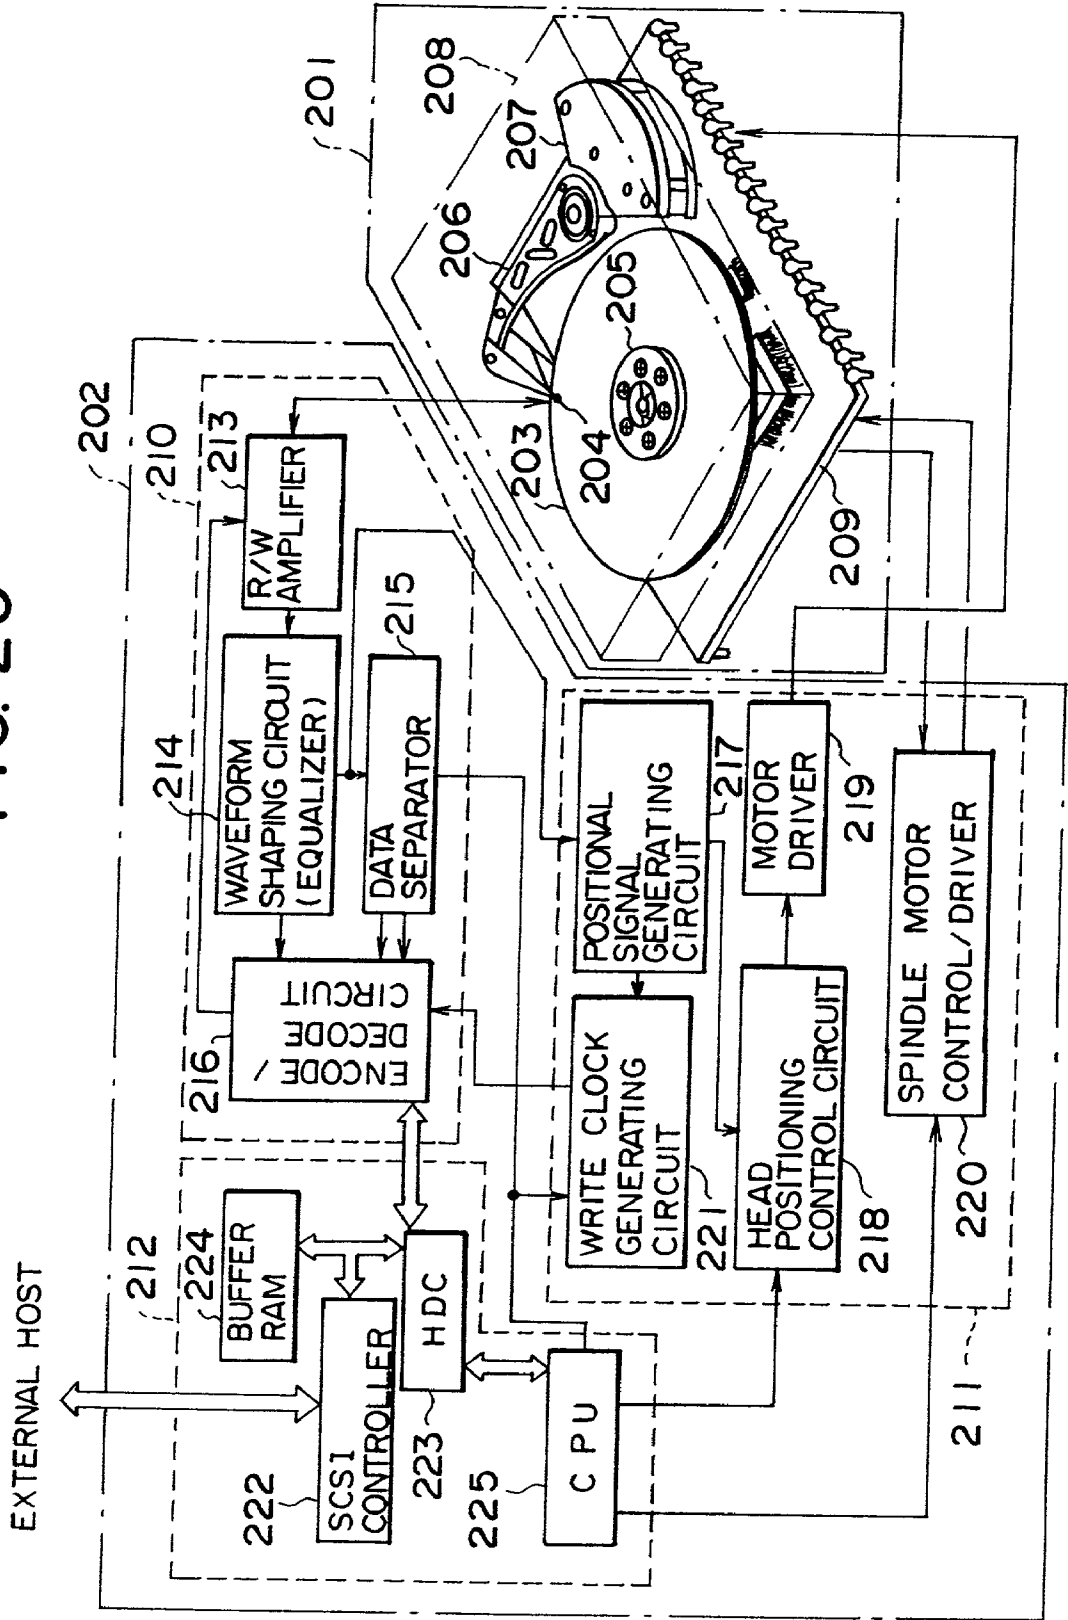 EXTERNAL HOST
212
224
BUFFER
RAM
222
SCSI
CONTROLLER
223
HDC
225
CPU
202
210
213
R/W
AMPLIFIER
214
WAVEFORM
SHAPING CIRCUIT
(EQUALIZER)
215
DATA
SEPARATOR
216
ENCODE/
DECODE
CIRCUIT
POSITIONAL
SIGNAL
GENERATING
CIRCUIT
217
WRITE CLOCK
GENERATING
CIRCUIT
221
HEAD
POSITIONING
CONTROL CIRCUIT
218
MOTOR
DRIVER
219
SPINDLE MOTOR
CONTROL/DRIVER
220
211
201
208
207
206
205
203
204
209